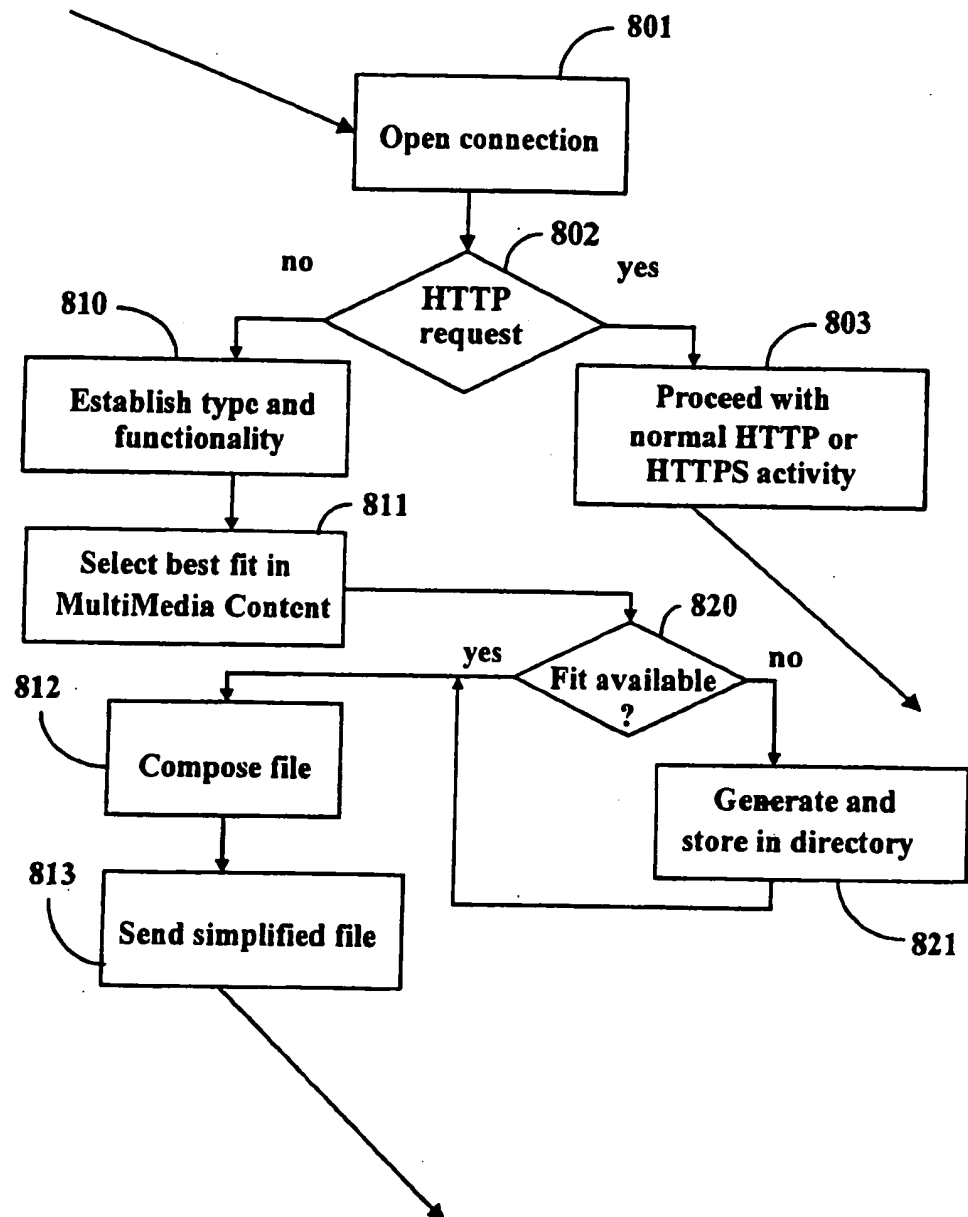 801
Open connection
802
no
yes
HTTP
request
810
803
Establish type and
functionality
Proceed with
normal HTTP or
HTTPS activity
811
Select best fit in
MultiMedia Content
820
yes
no
Fit available
?
812
Compose file
Generate and
store in directory
813
Send simplified file
821